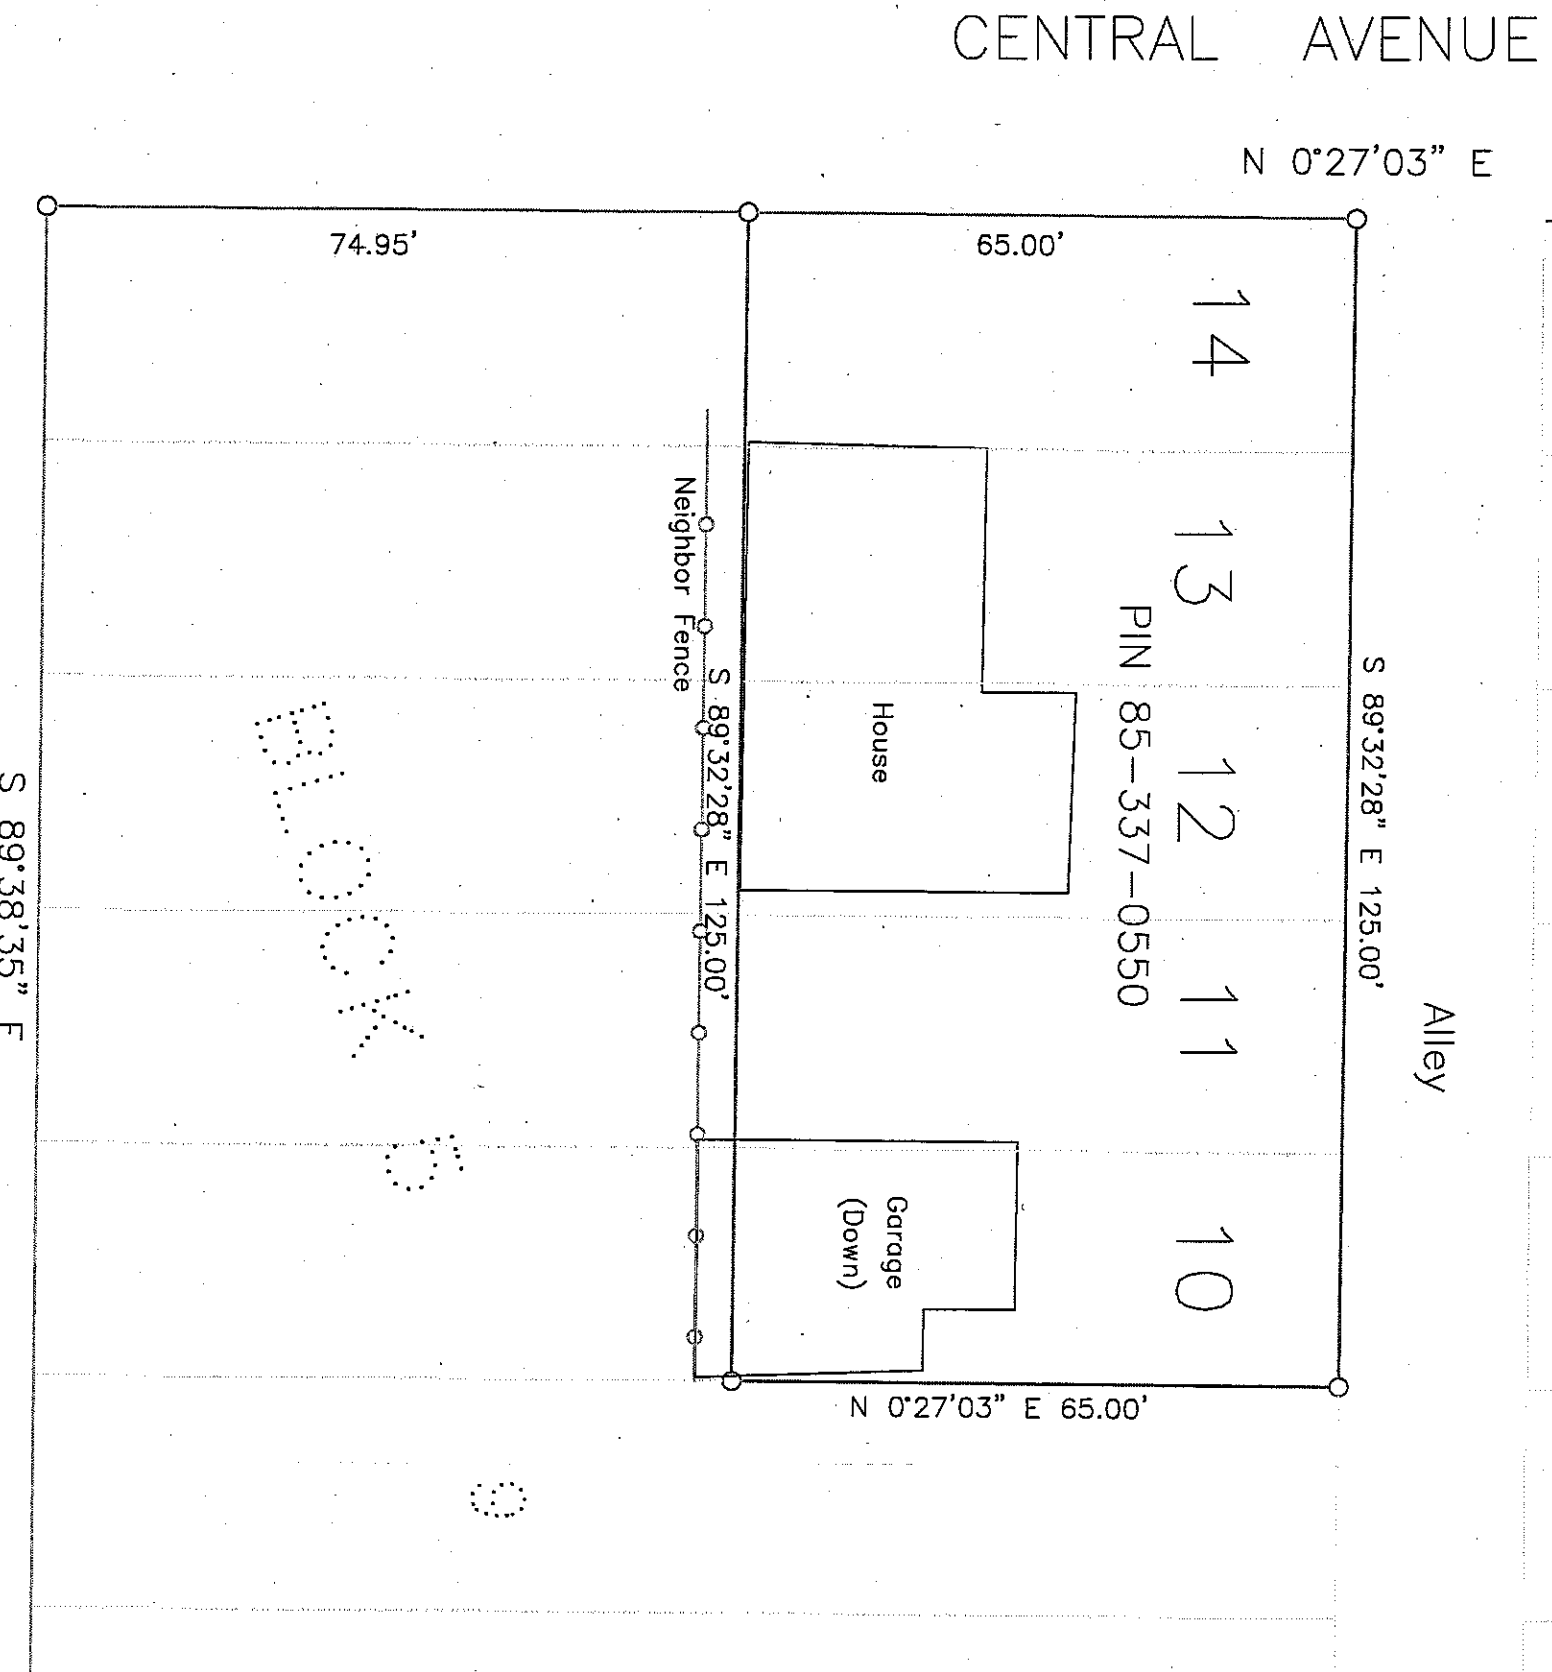 CENTRAL AVENUE
N 0°27'03" E
74.95'
65.00'
14
13
12
11
10
PIN 85-337-0550
S 89°32'28" E 125.00'
Alley
House
Neighbor Fence
S 89°32'28" E 125.00'
Garage
(Down)
N 0°27'03" E 65.00'
BLOCK
S 89°38'35" E